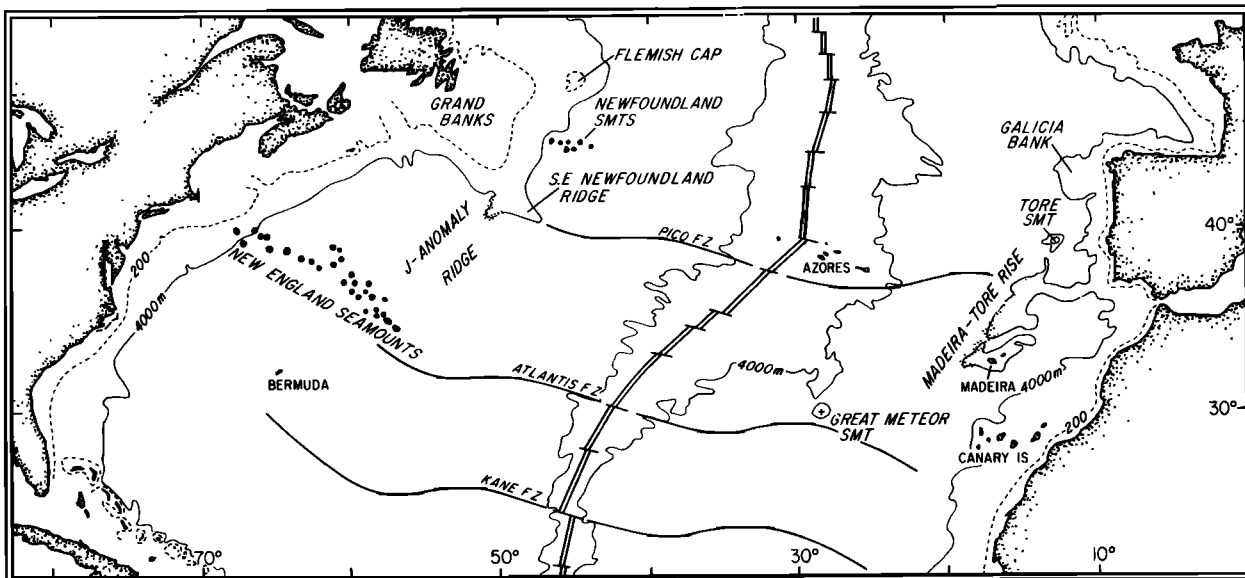 FLEMISH CAP
GRAND
BANKS
NEWFOUNDLAND
SMTS
GALICIA
BANK
S.E NEWFOUNDLAND
RIDGE
TORE
SMT
40°
PICO F Z
J-ANOMALY
RIDGE
AZORES
200
4000m
NEW ENGLAND SEAMOUNTS
MADEIRA-TORE RISE
BERMUDA
ATLANTIS F Z
4000m
MADEIRA
4000m
30°
GREAT METEOR
SMT
200
CANARY IS
KANE F Z
70°
50°
30°
10°